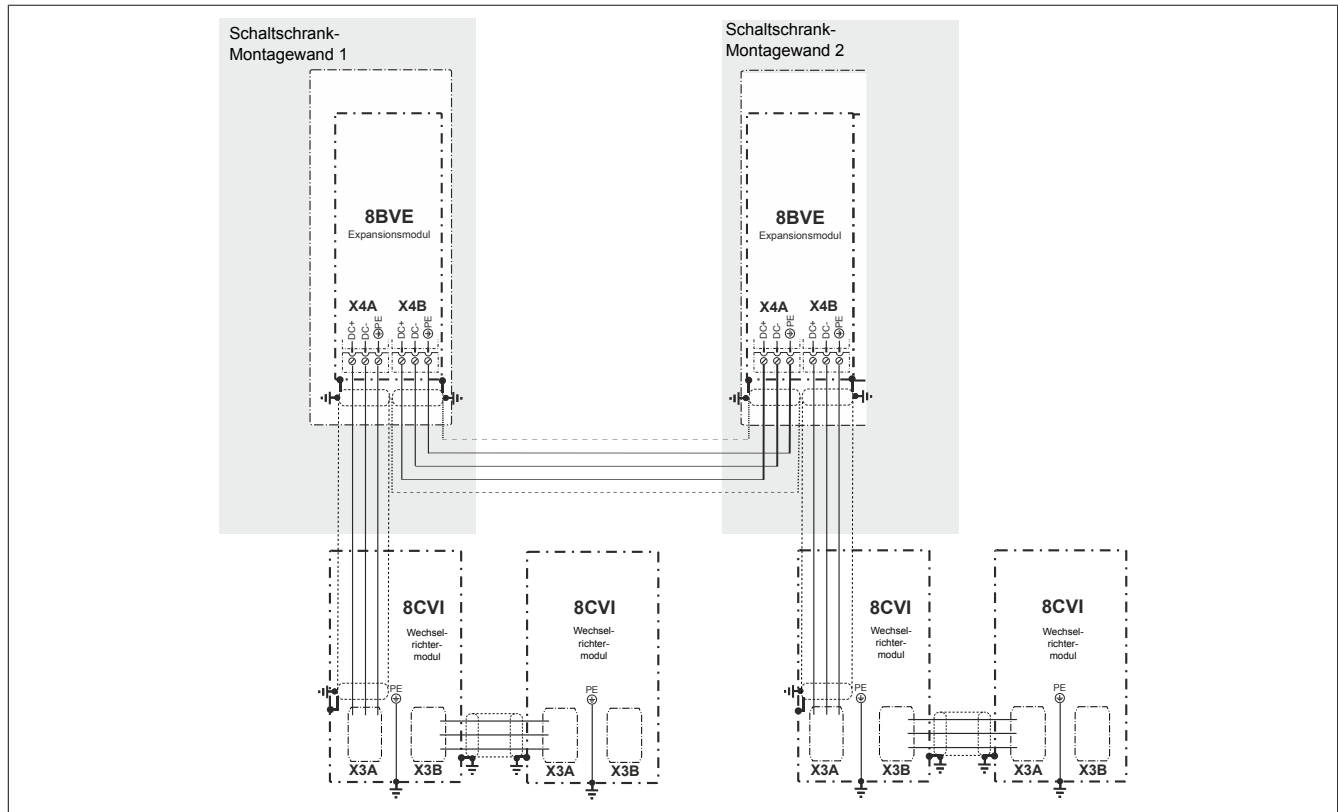 Schaltschrank-
Montagewand 1
Schaltschrank-
Montagewand 2
8BVE
Expansionsmodul
X4A X4B
DC+ DC- PE DC+ DC- PE
8BVE
Expansionsmodul
X4A X4B
DC+ DC- PE DC+ DC- PE
8CVI
Wechsel-
richter-
modul
PE
X3A X3B
8CVI
Wechsel-
richter-
modul
PE
X3A X3B
8CVI
Wechsel-
richter-
modul
PE
X3A X3B
8CVI
Wechsel-
richter-
modul
PE
X3A X3B